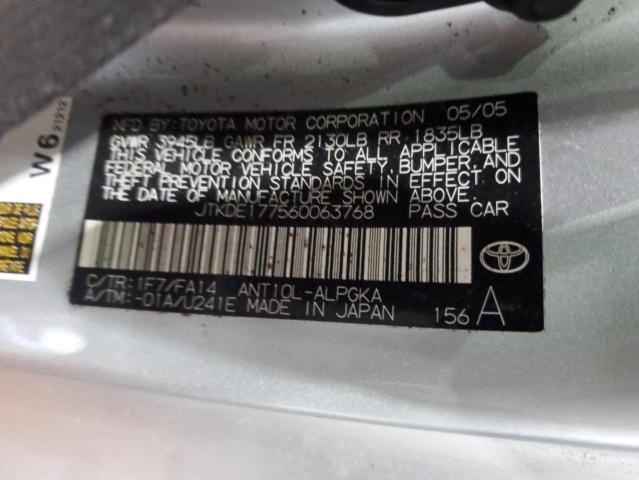 W6
21212
MFD BY:TOYOTA MOTOR CORPORATION 05/05
GVWR 3945LB GAWR FR 2130LB RR 1835LB
THIS VEHICLE CONFORMS TO ALL APPLICABLE
FEDERAL MOTOR VEHICLE SAFETY, BUMPER, AND
THEFT PREVENTION STANDARDS IN EFFECT ON
THE DATE OF MANUFACTURE SHOWN ABOVE.
JTKDE177560063768 PASS CAR
C/TR:1F7/FA14 ANT10L-ALPGKA
A/TM:-01A/U241E MADE IN JAPAN 156 A